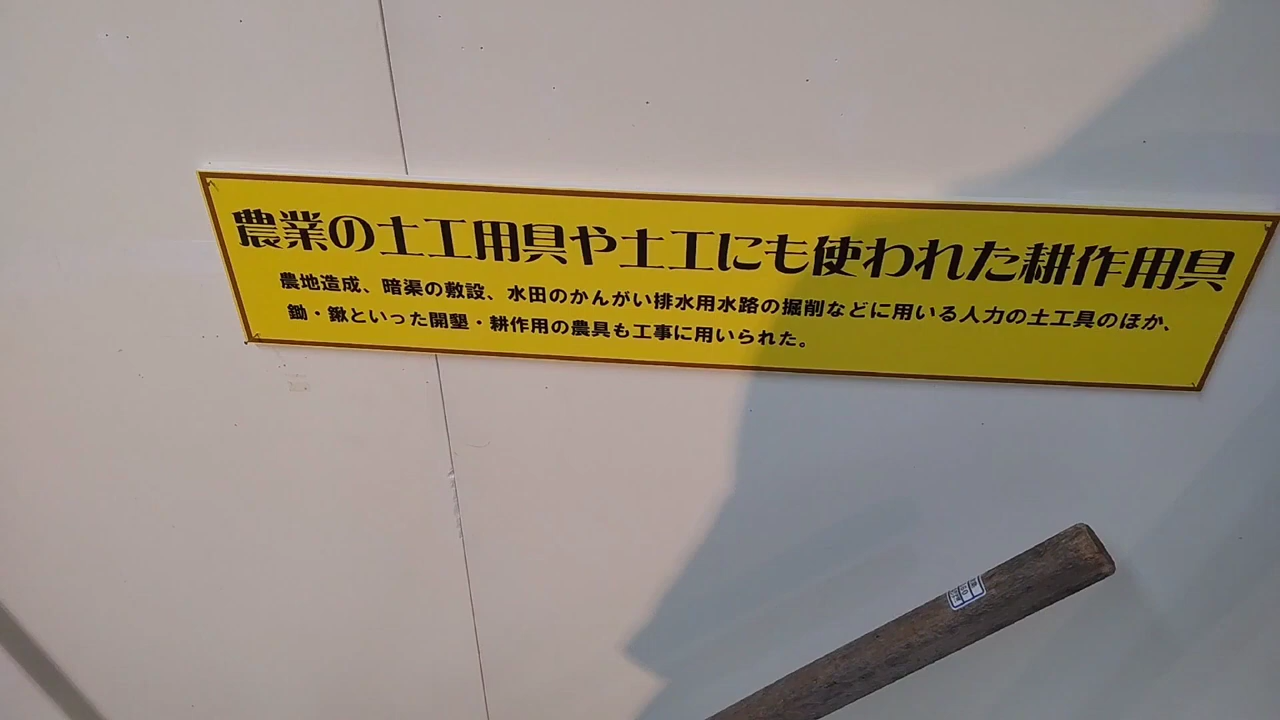 農業の土工用具や土工にも使われた耕作用具
農地造成、暗渠の敷設、水田のかんがい排水用水路の掘削などに用いる人力の土工具のほか、
鋤・鍬といった開墾・耕作用の農具も工事に用いられた。